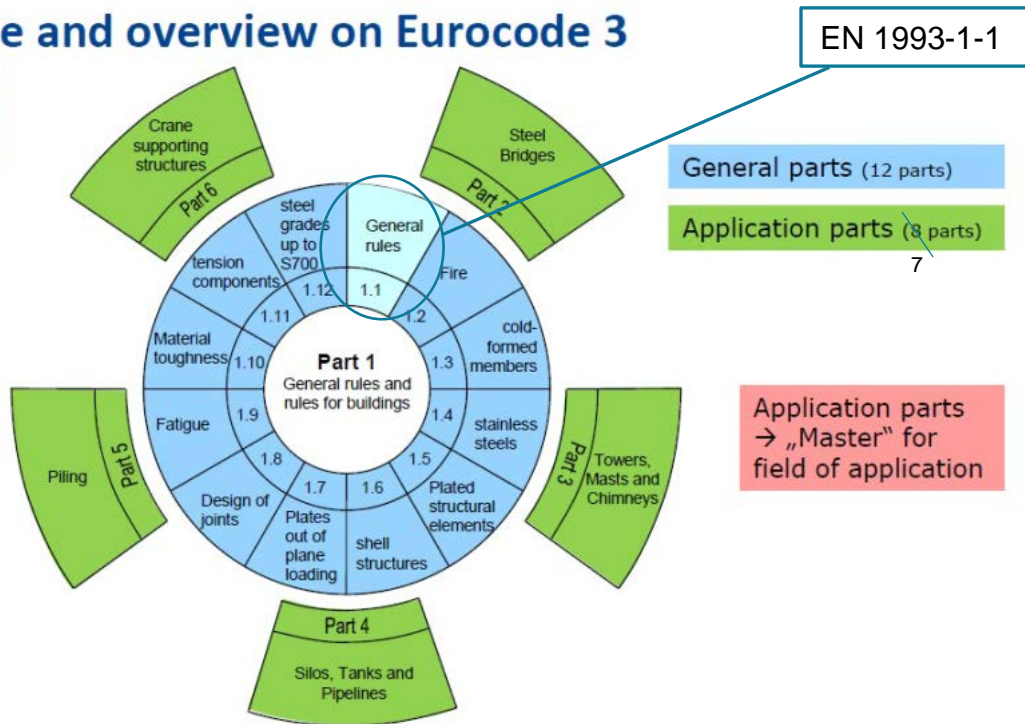 e and overview on Eurocode 3
EN 1993-1-1
Crane
supporting
structures
Part 6
Steel
Bridges
Part 2
General parts (12 parts)
Application parts (8 parts)
7
steel
grades
up to
S700
1.12
General
rules
1.1
Fire
1.2
cold-
formed
members
1.3
stainless
steels
1.4
Plated
structural
elements
1.5
shell
structures
1.6
Plates
out of
plane
loading
1.7
Design of
joints
1.8
Fatigue
1.9
Material
toughness
1.10
tension
components
1.11
Part 1
General rules and
rules for buildings
Application parts
→ „Master“ for
field of application
Part 3
Towers,
Masts and
Chimneys
Piling
Part 5
Part 4
Silos, Tanks and
Pipelines